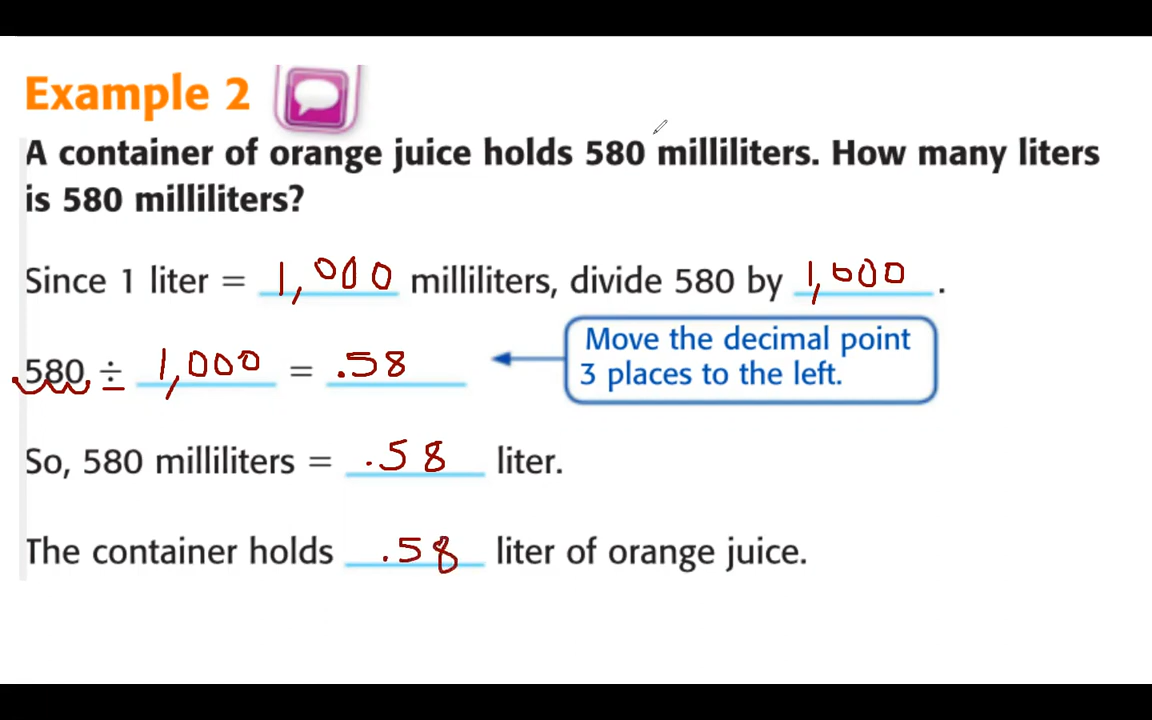 Example 2
A container of orange juice holds 580 milliliters. How many liters
is 580 milliliters?
Since 1 liter = 1,000 milliliters, divide 580 by 1,000.
580. ÷ 1,000 = .58
Move the decimal point
3 places to the left.
So, 580 milliliters = .58 liter.
The container holds .58 liter of orange juice.